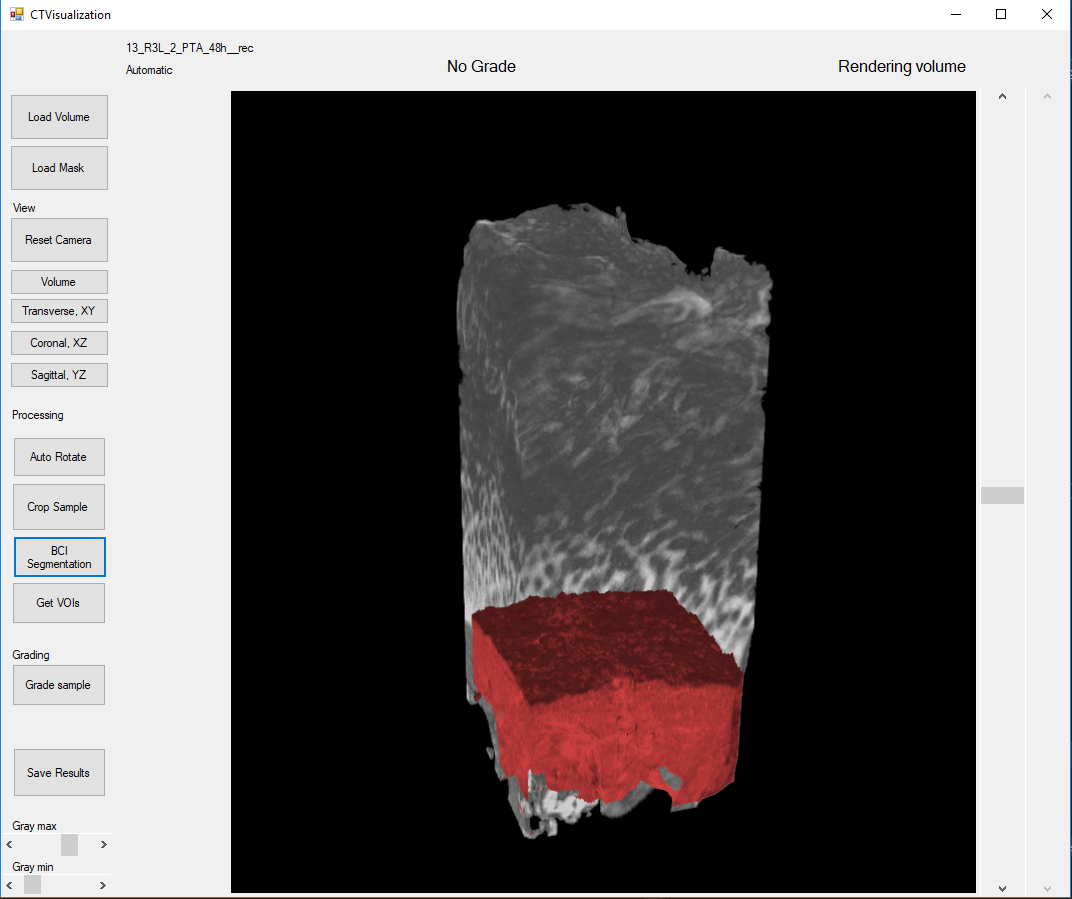 CTVisualization
13_R3L_2_PTA_48h__rec
Automatic
No Grade
Rendering volume
Load Volume
Load Mask
View
Reset Camera
Volume
Transverse, XY
Coronal, XZ
Sagittal, YZ
Processing
Auto Rotate
Crop Sample
BCI
Segmentation
Get VOIs
Grading
Grade sample
Save Results
Gray max
Gray min